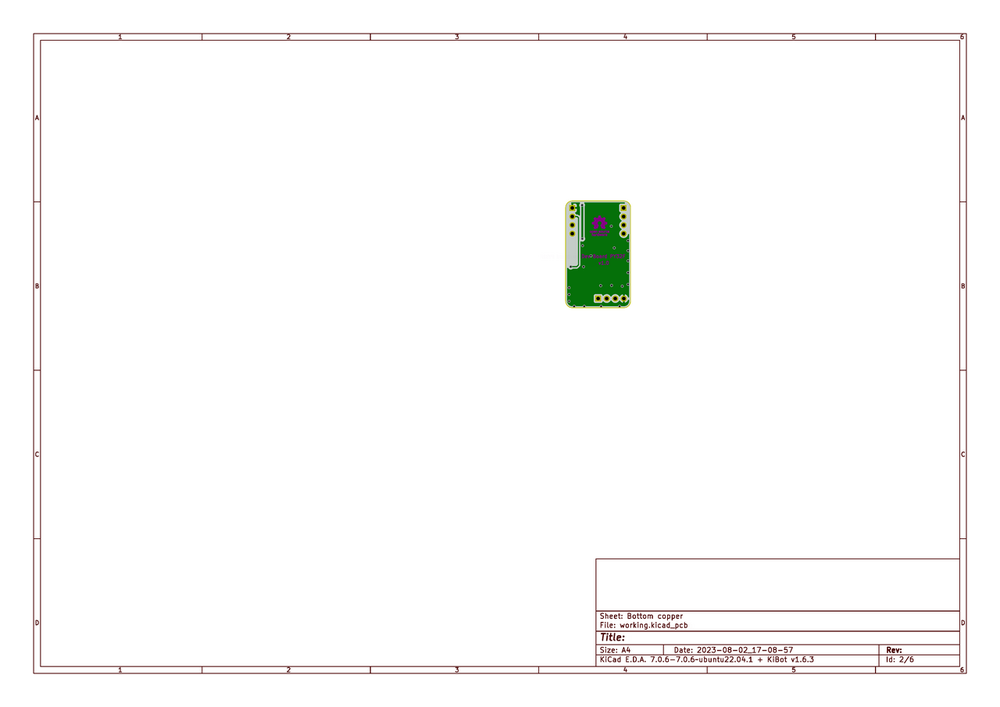 1 2 3 4 5 6
A A
B B
C C
D D
Sheet: Bottom copper
File: working.kicad_pcb
Title:
Size: A4 Date: 2023-08-02_17-08-57 Rev:
KiCad E.D.A. 7.0.6-7.0.6~ubuntu22.04.1 + KiBot v1.6.3 Id: 2/6
1 2 3 4 5 6